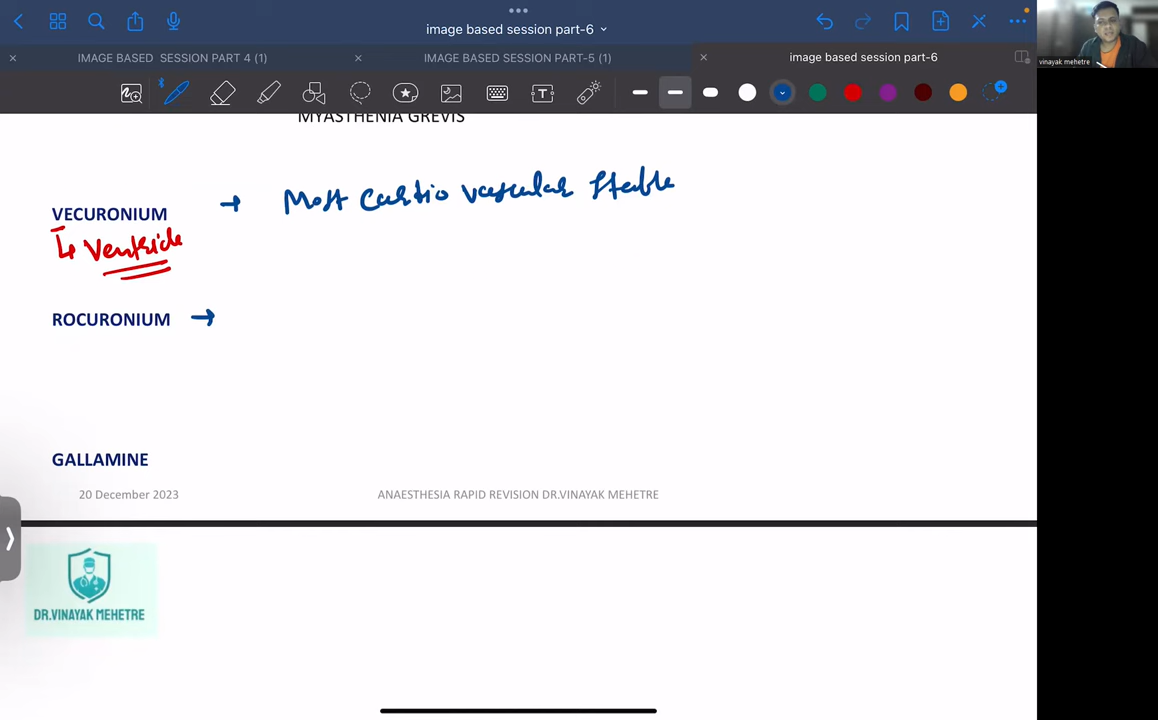 image based session part-6
IMAGE BASED SESSION PART 4 (1)
IMAGE BASED SESSION PART-5 (1)
image based session part-6
vinayak mehetre
MYASTHENIA GREVIS
VECURONIUM → Most Cardio vascular Stable
↳ Ventricle
ROCURONIUM →
GALLAMINE
20 December 2023
ANAESTHESIA RAPID REVISION DR.VINAYAK MEHETRE
DR.VINAYAK MEHETRE